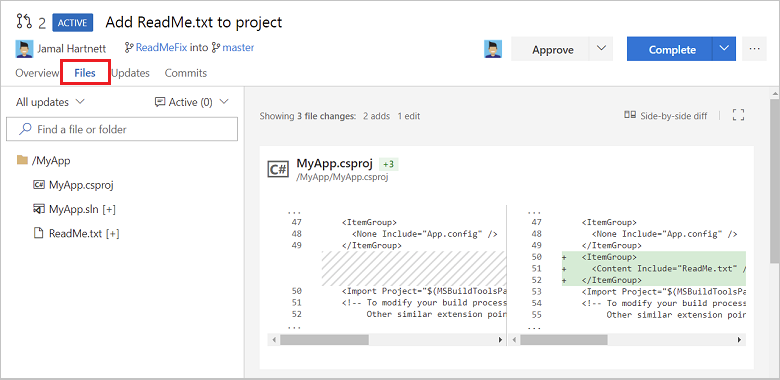 2 ACTIVE Add ReadMe.txt to project
Jamal Hartnett ReadMeFix into master Approve Complete ...
Overview Files Updates Commits
All updates Active (0)
Find a file or folder
/MyApp
C# MyApp.csproj
MyApp.sln [+]
ReadMe.txt [+]
Showing 3 file changes: 2 adds 1 edit Side-by-side diff
C# MyApp.csproj +3
/MyApp/MyApp.csproj
...
47 <ItemGroup>
48 <None Include="App.config" />
49 </ItemGroup>
50 <Import Project="$(MSBuildToolsPa
51 <!-- To modify your build process
Other similar extension poin
...
...
47 <ItemGroup>
48 <None Include="App.config" />
49 </ItemGroup>
50 + <ItemGroup>
51 + <Content Include="ReadMe.txt" /
52 + </ItemGroup>
53 <Import Project="$(MSBuildToolsPa
54 <!-- To modify your build process
55 Other similar extension poin
...